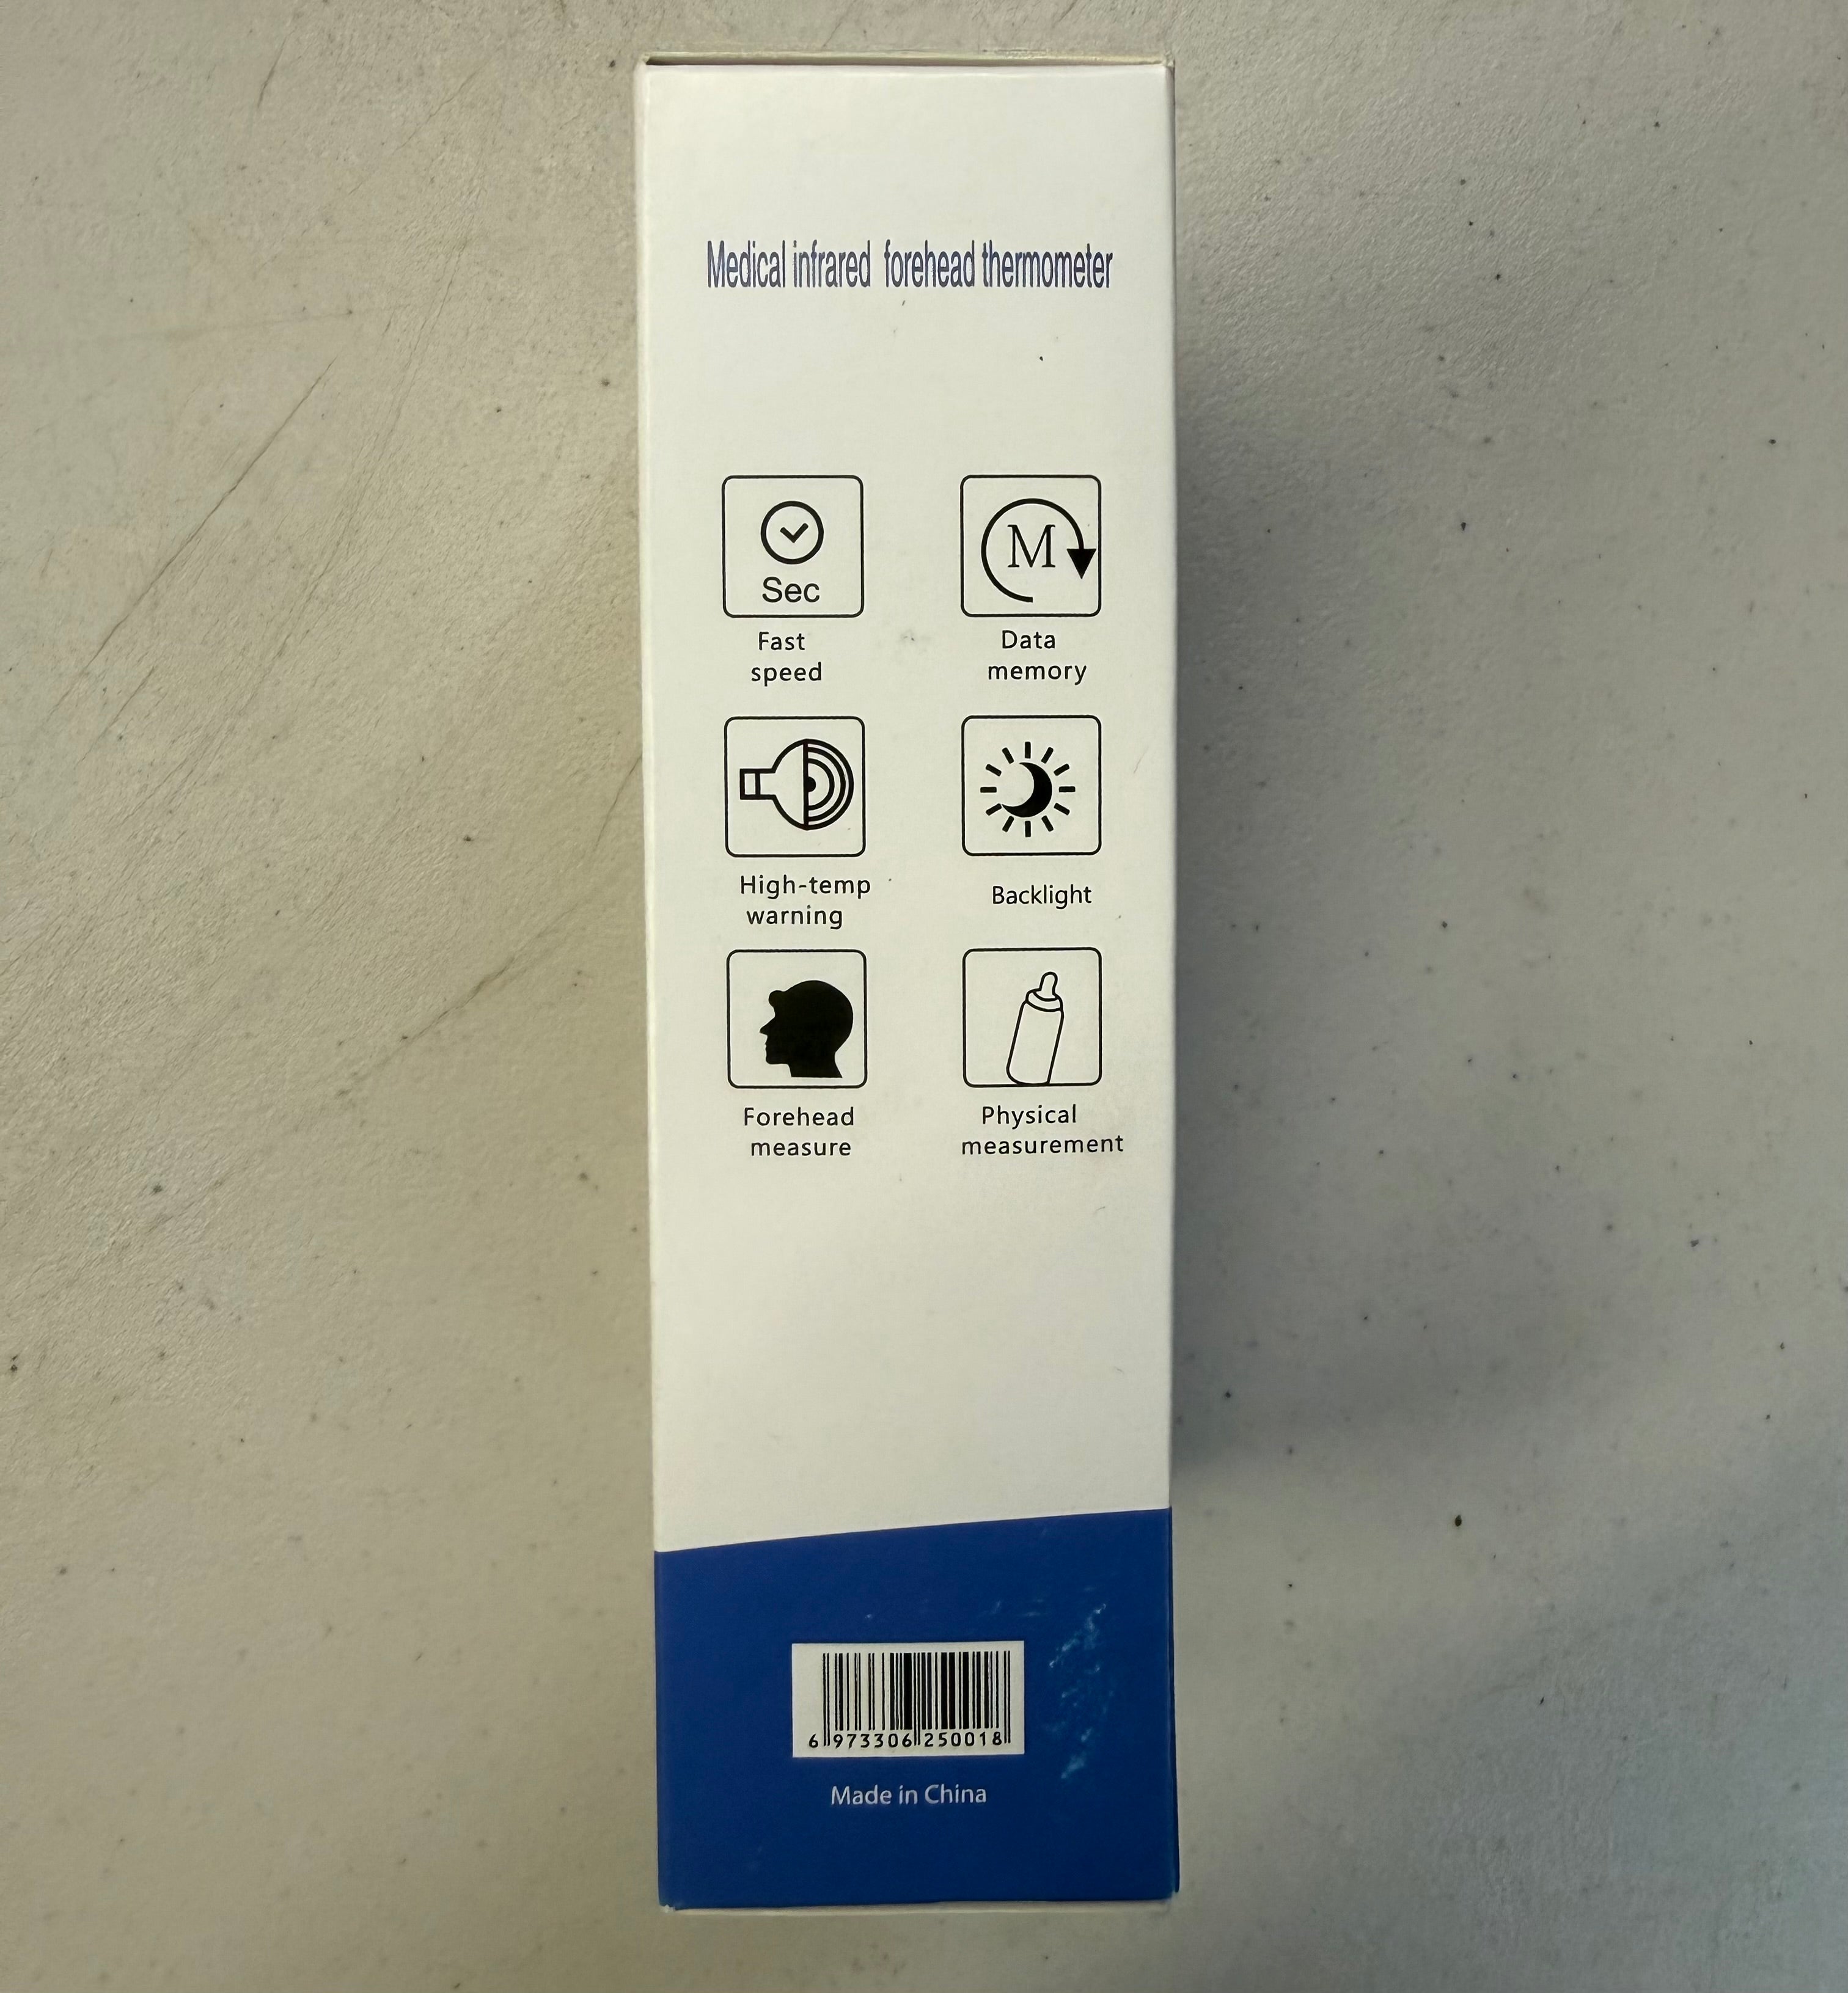 Medical infrared forehead thermometer
Sec
M
Fast
speed
Data
memory
High-temp
warning
Backlight
Forehead
measure
Physical
measurement
6 973306 250018
Made in China